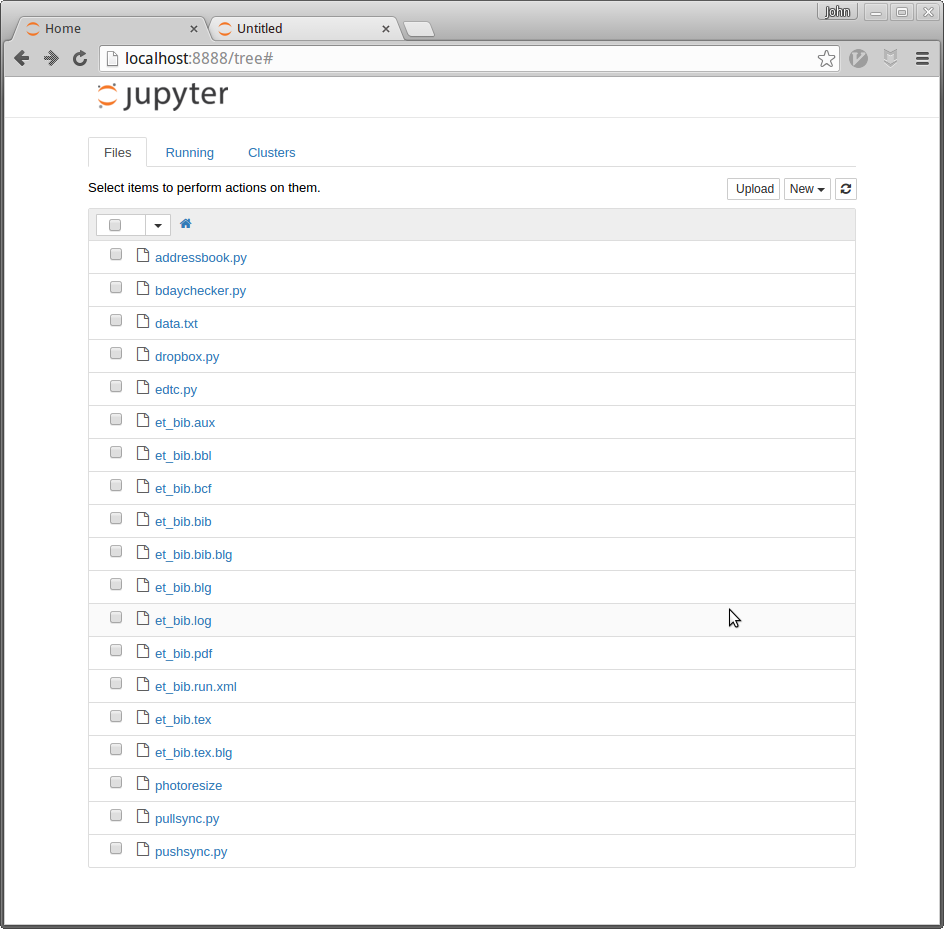 John
Home
Untitled
localhost:8888/tree#
jupyter
Files Running Clusters
Select items to perform actions on them.
Upload New
addressbook.py
bdaychecker.py
data.txt
dropbox.py
edtc.py
et_bib.aux
et_bib.bbl
et_bib.bcf
et_bib.bib
et_bib.bib.blg
et_bib.blg
et_bib.log
et_bib.pdf
et_bib.run.xml
et_bib.tex
et_bib.tex.blg
photoresize
pullsync.py
pushsync.py